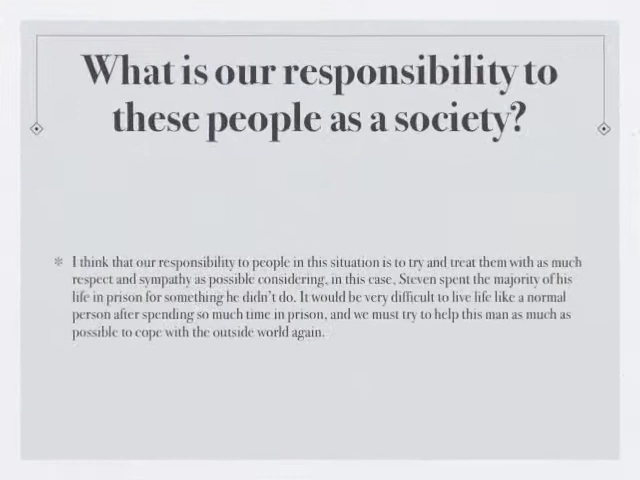 What is our responsibility to
these people as a society?
I think that our responsibility to people in this situation is to try and treat them with as much
respect and sympathy as possible considering, in this case, Steven spent the majority of his
life in prison for something he didn't do. It would be very difficult to live life like a normal
person after spending so much time in prison, and we must try to help this man as much as
possible to cope with the outside world again.